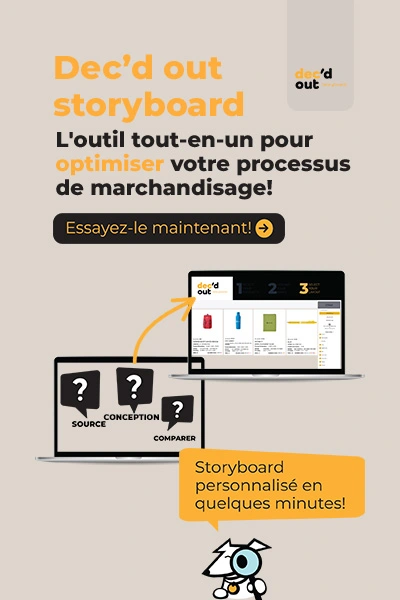 dec'd
out
Dec'd out
storyboard
L'outil tout-en-un pour
optimiser votre processus
de marchandisage!
Essayez-le maintenant!
dec'd
out
1
2
3
?
?
?
SOURCE
CONCEPTION
COMPARER
Storyboard
personnalisé en
quelques minutes!